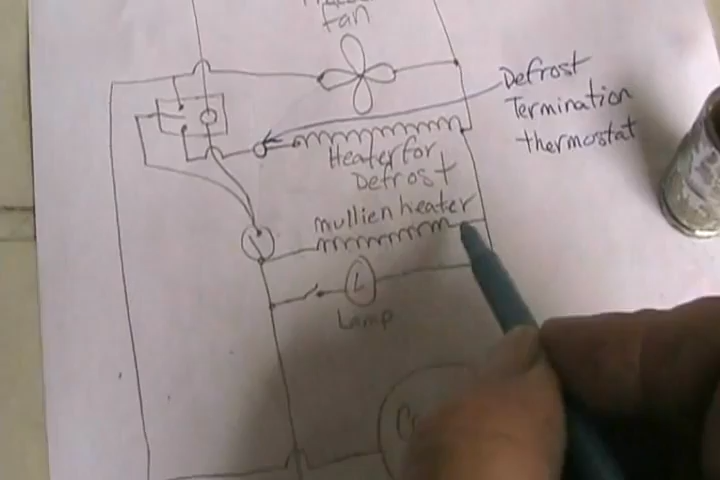 fan
Defrost
Termination
thermostat
Heater for
Defrost
mullien heater
L
Lamp
C